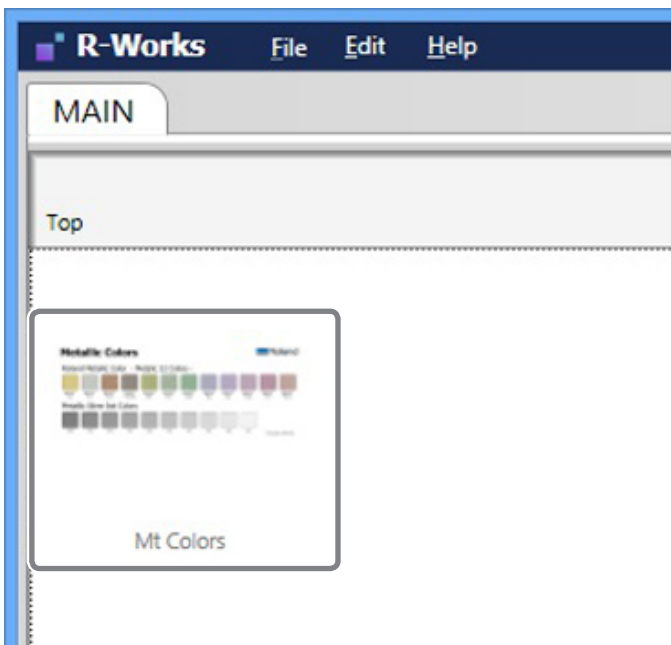 R-Works File Edit Help
MAIN
Top
Metallic Colors Roland
Mt Colors